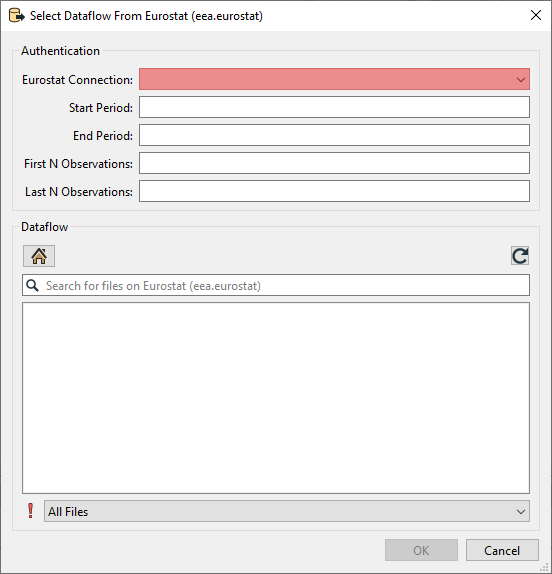 Select Dataflow From Eurostat (eea.eurostat)
Authentication
Eurostat Connection:
Start Period:
End Period:
First N Observations:
Last N Observations:
Dataflow
Search for files on Eurostat (eea.eurostat)
All Files
OK Cancel